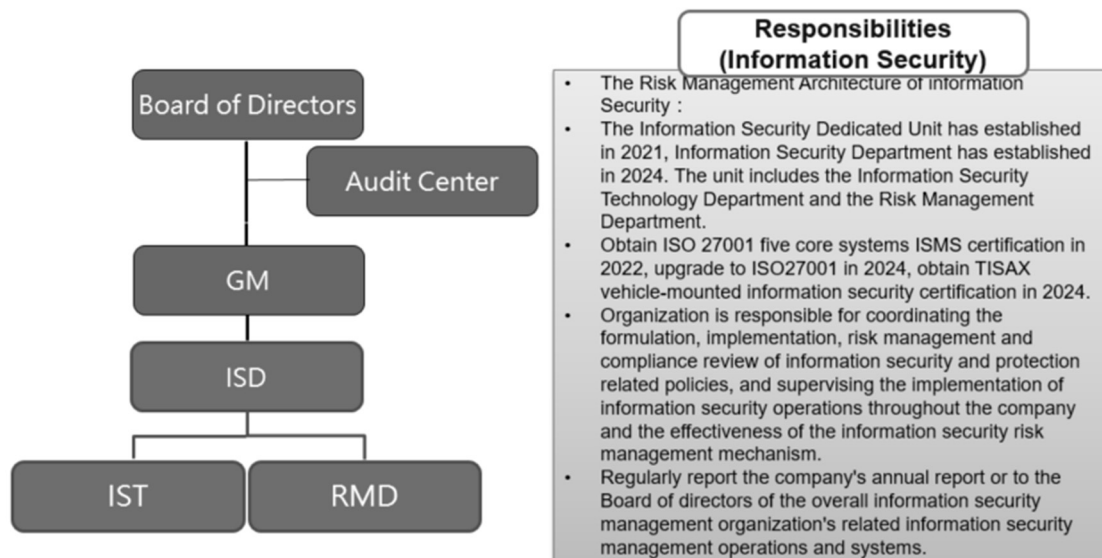 Board of Directors
Audit Center
GM
ISD
IST
RMD
Responsibilities
(Information Security)
• The Risk Management Architecture of information
Security :
• The Information Security Dedicated Unit has established
in 2021, Information Security Department has established
in 2024. The unit includes the Information Security
Technology Department and the Risk Management
Department.
• Obtain ISO 27001 five core systems ISMS certification in
2022, upgrade to ISO27001 in 2024, obtain TISAX
vehicle-mounted information security certification in 2024.
• Organization is responsible for coordinating the
formulation, implementation, risk management and
compliance review of information security and protection
related policies, and supervising the implementation of
information security operations throughout the company
and the effectiveness of the information security risk
management mechanism.
• Regularly report the company's annual report or to the
Board of directors of the overall information security
management organization's related information security
management operations and systems.